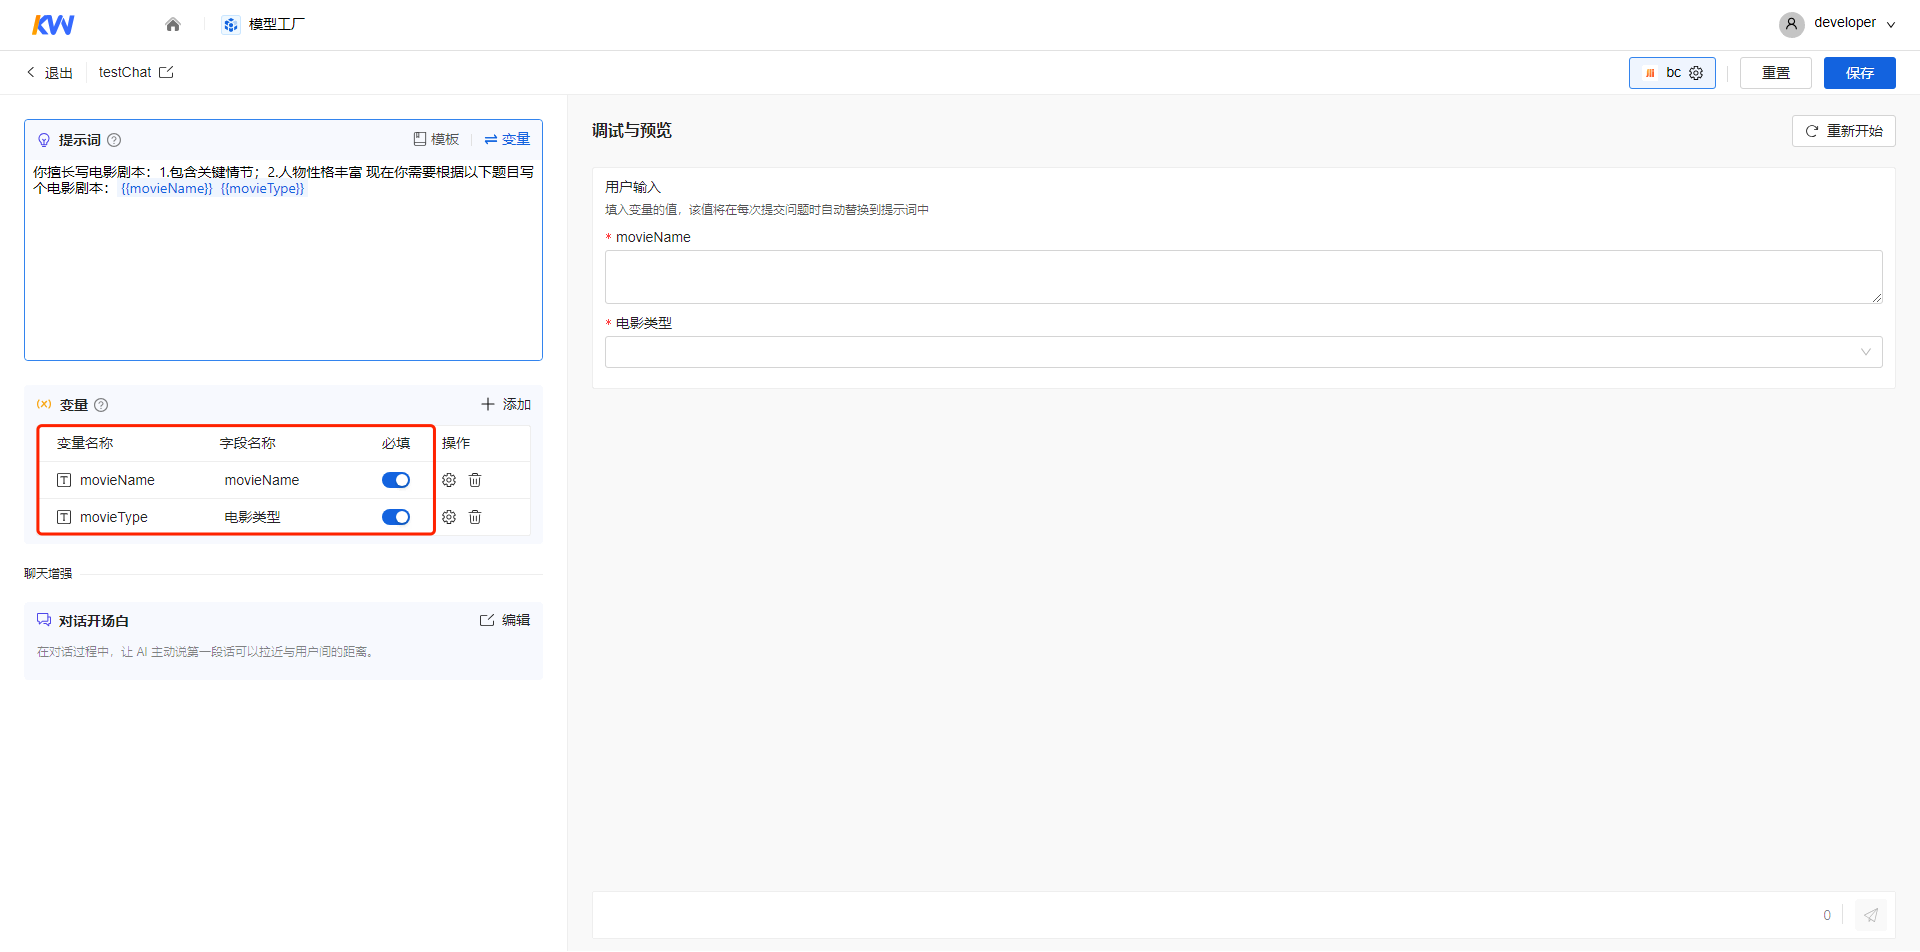 KW
模型工厂
developer
退出
testChat
bc
重置
保存
提示词
模板
变量
你擅长写电影剧本：1.包含关键情节；2.人物性格丰富 现在你需要根据以下题目写
个电影剧本： {{movieName}} {{movieType}}
(x) 变量
添加
变量名称 字段名称 必填 操作
T movieName movieName
T movieType 电影类型
聊天增强
对话开场白
编辑
在对话过程中，让 AI 主动说第一段话可以拉近与用户间的距离。
调试与预览
重新开始
用户输入
填入变量的值，该值将在每次提交问题时自动替换到提示词中
* movieName
* 电影类型
0